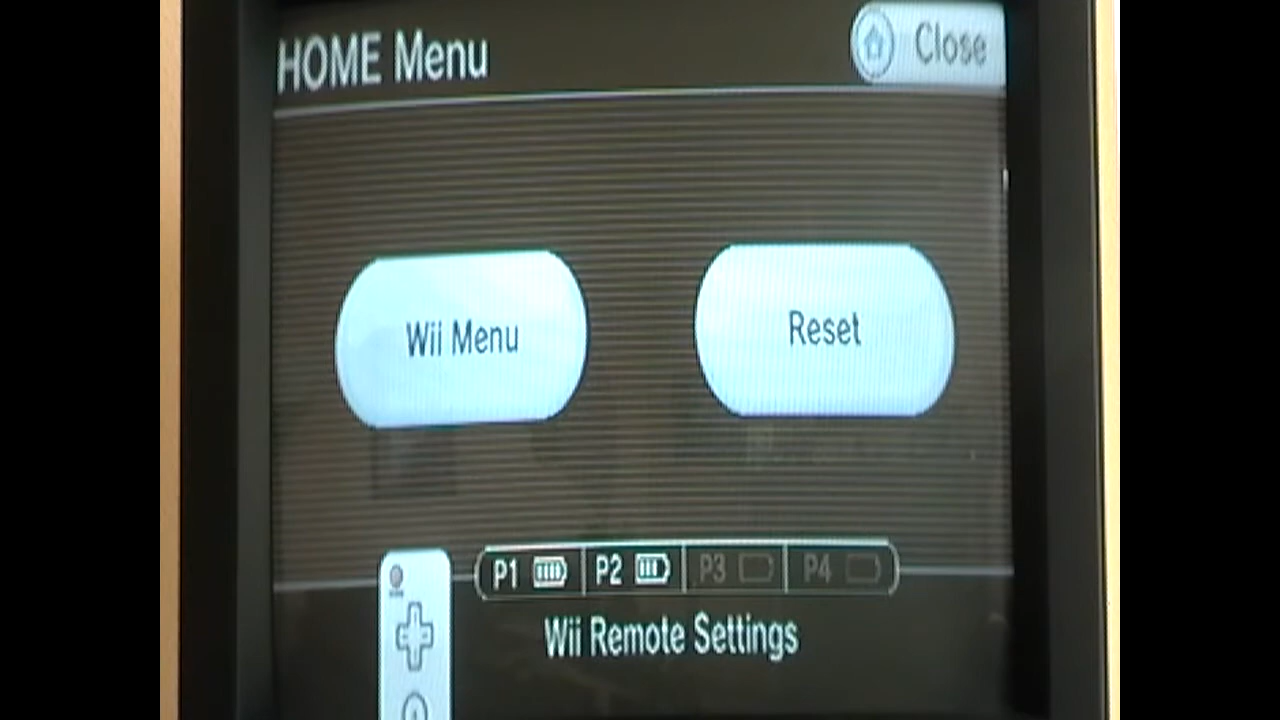 HOME Menu
Close
Wii Menu
Reset
P1 P2 P3 P4
Wii Remote Settings